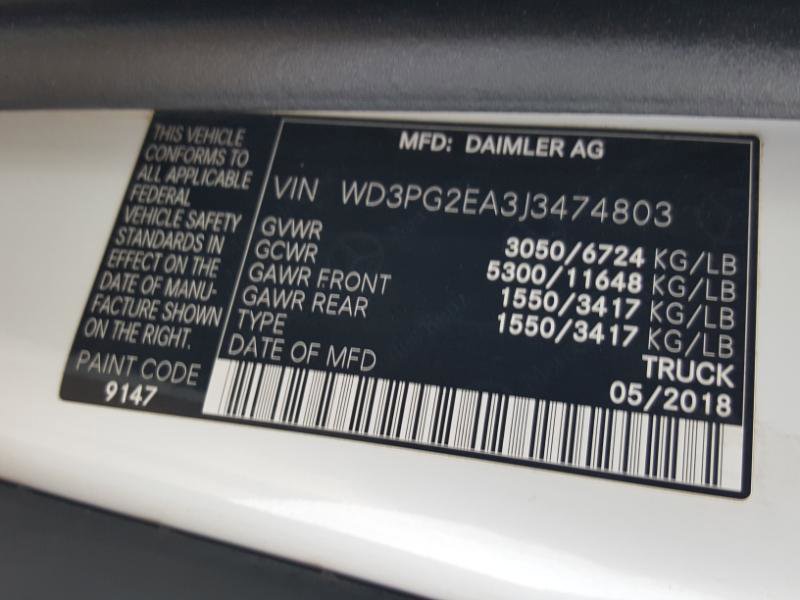 THIS VEHICLE
CONFORMS TO
ALL APPLICABLE
FEDERAL
VEHICLE SAFETY
STANDARDS IN
EFFECT ON THE
DATE OF MANU-
FACTURE SHOWN
ON THE RIGHT.
PAINT CODE
9147
MFD: DAIMLER AG
VIN WD3PG2EA3J3474803
GVWR 3050/6724 KG/LB
GCWR 5300/11648 KG/LB
GAWR FRONT 1550/3417 KG/LB
GAWR REAR 1550/3417 KG/LB
TYPE TRUCK
DATE OF MFD 05/2018